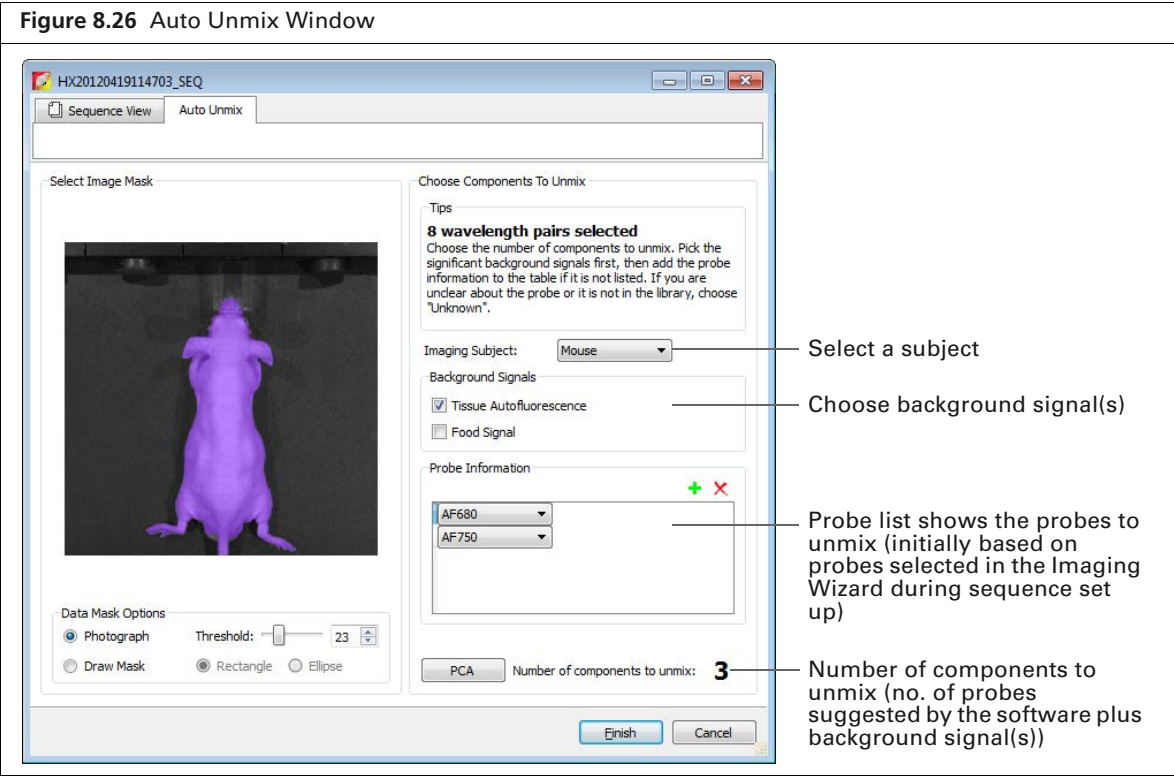 Figure 8.26 Auto Unmix Window
HX20120419114703_SEQ
Sequence View
Auto Unmix
Select Image Mask
Data Mask Options
Photograph
Threshold:
23
Draw Mask
Rectangle
Ellipse
Choose Components To Unmix
Tips
8 wavelength pairs selected
Choose the number of components to unmix. Pick the
significant background signals first, then add the probe
information to the table if it is not listed. If you are
unclear about the probe or it is not in the library, choose
"Unknown".
Imaging Subject:
Mouse
Background Signals
Tissue Autofluorescence
Food Signal
Probe Information
AF680
AF750
PCA
Number of components to unmix:
3
Finish
Cancel
Select a subject
Choose background signal(s)
Probe list shows the probes to
unmix (initially based on
probes selected in the Imaging
Wizard during sequence set
up)
Number of components to
unmix (no. of probes
suggested by the software plus
background signal(s))